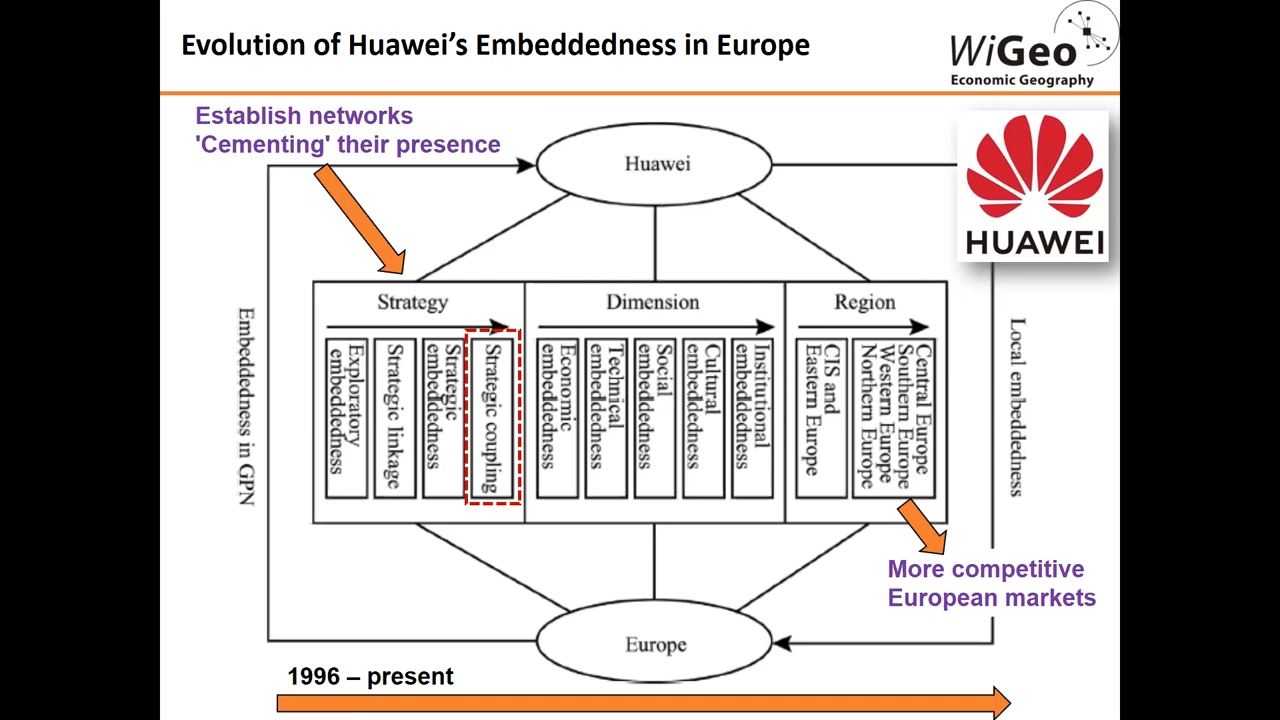 Evolution of Huawei's Embeddedness in Europe
WiGeo
Economic Geography
Establish networks
'Cementing' their presence
Huawei
HUAWEI
Strategy
Dimension
Region
Exploratory
embeddedness
Strategic linkage
Strategic
embeddedness
Strategic coupling
Economic
embeddedness
Technical
embeddedness
Social
embeddedness
Cultural
embeddedness
Institutional
embeddedness
CIS and
Eastern Europe
Central Europe
Southern Europe
Western Europe
Northern Europe
Embeddedness in GPN
Local embeddedness
More competitive
European markets
Europe
1996 – present